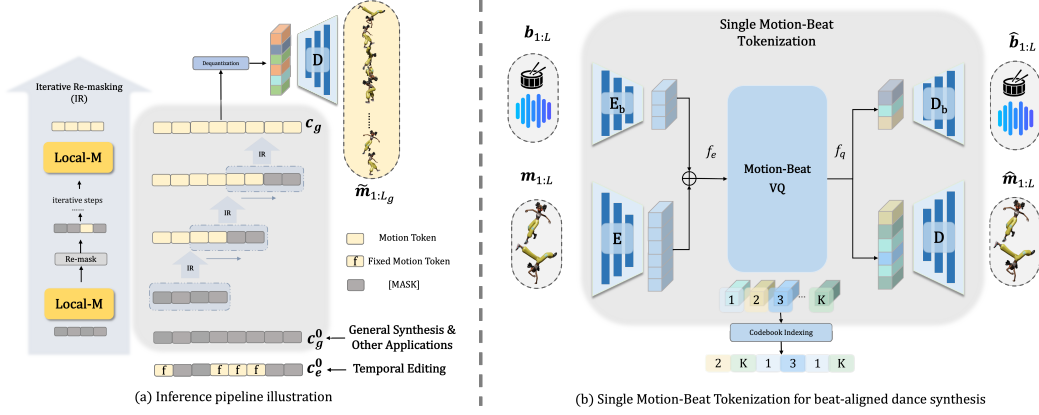 Iterative Re-masking
(IR)
Local-M
iterative steps
......
Re-mask
Local-M
Dequantization
D
c_g
IR
IR
IR
m̃_{1:L_g}
Motion Token
f
Fixed Motion Token
[MASK]
c_g^0
General Synthesis &
Other Applications
f f f f
c_e^0
Temporal Editing
(a) Inference pipeline illustration
Single Motion-Beat
Tokenization
b_{1:L}
E_b
m_{1:L}
E
f_e
Motion-Beat
VQ
f_q
D_b
b̂_{1:L}
D
m̂_{1:L}
1 2 3 ... K
Codebook Indexing
2 K 1 3 1 K
(b) Single Motion-Beat Tokenization for beat-aligned dance synthesis